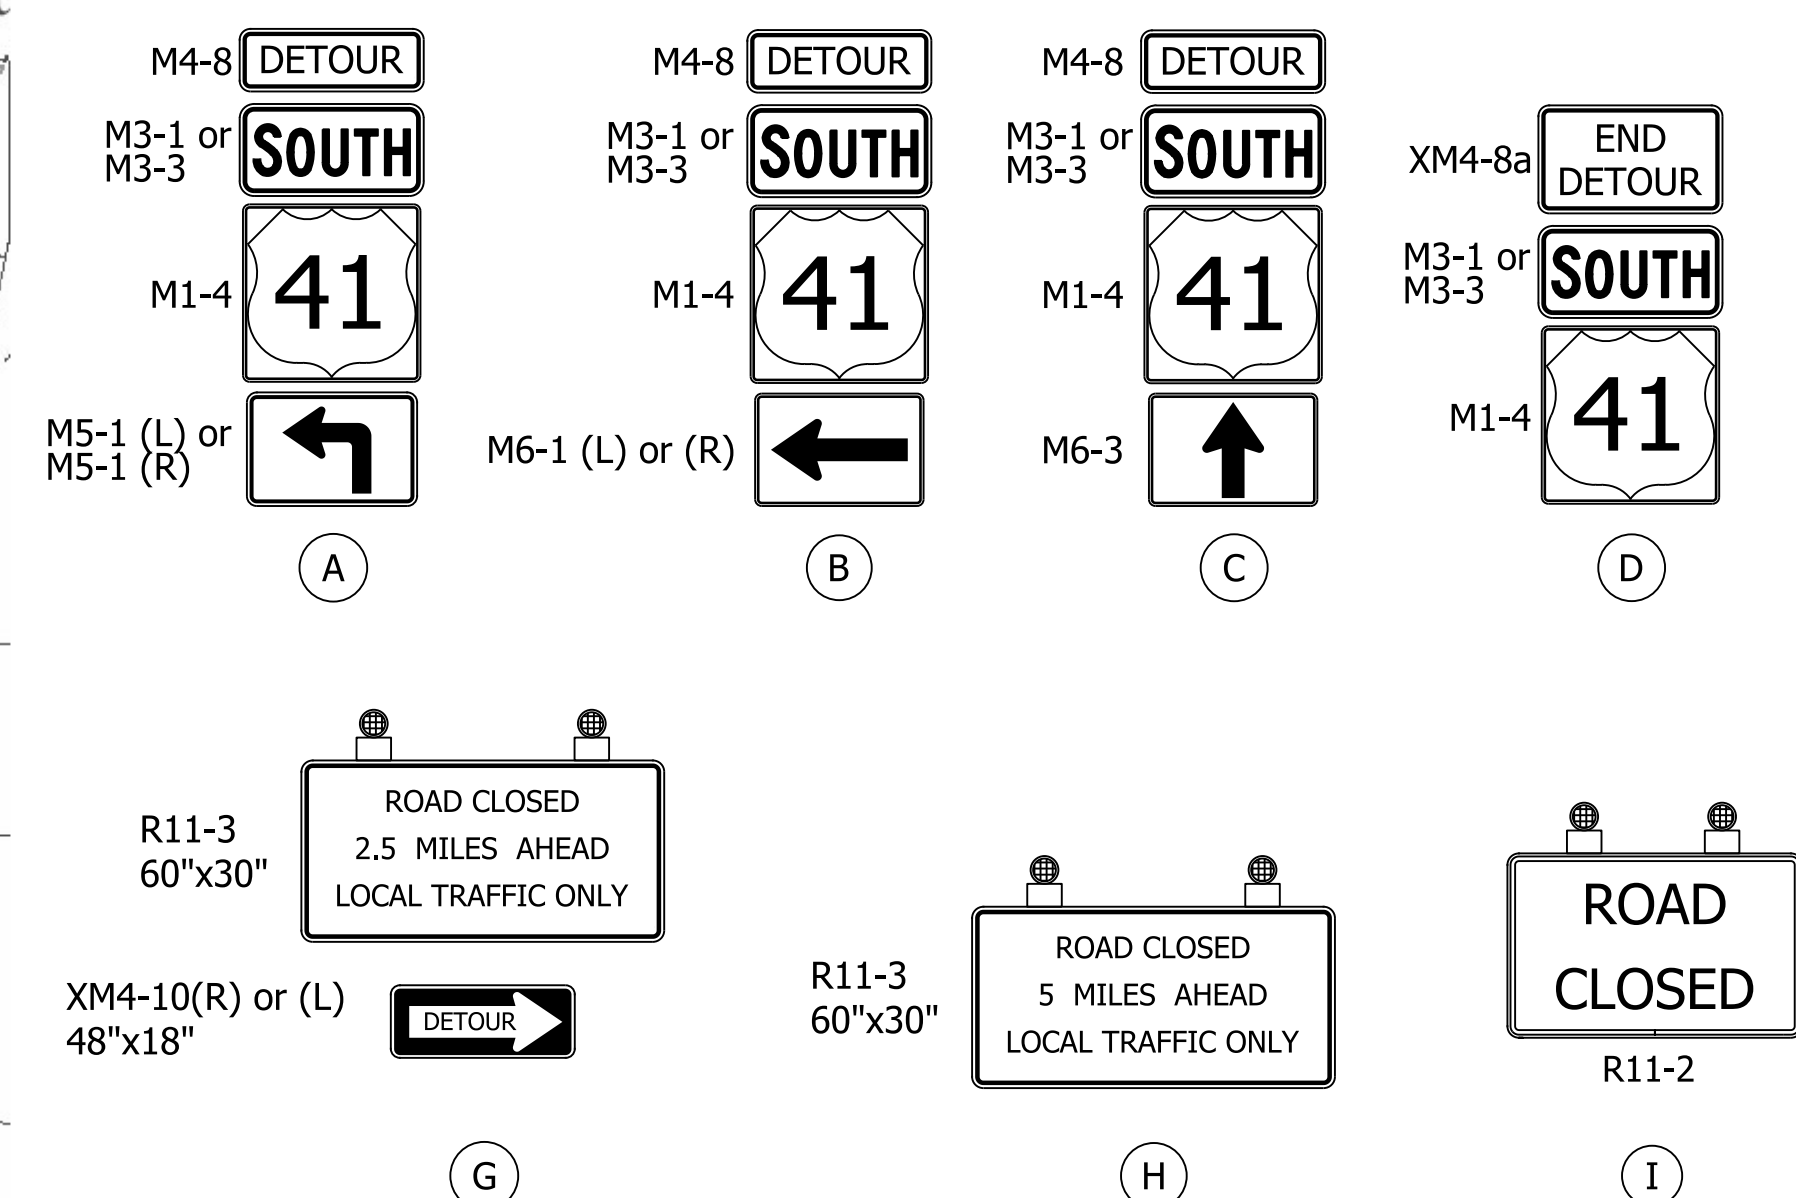 M4-8 DETOUR
M3-1 or
M3-3
SOUTH
M1-4
41
M5-1 (L) or
M5-1 (R)
A
M4-8 DETOUR
M3-1 or
M3-3
SOUTH
M1-4
41
M6-1 (L) or (R)
B
M4-8 DETOUR
M3-1 or
M3-3
SOUTH
M1-4
41
M6-3
C
XM4-8a
END
DETOUR
M3-1 or
M3-3
SOUTH
M1-4
41
D
R11-3
60"x30"
ROAD CLOSED
2.5 MILES AHEAD
LOCAL TRAFFIC ONLY
XM4-10(R) or (L)
48"x18"
DETOUR
G
R11-3
60"x30"
ROAD CLOSED
5 MILES AHEAD
LOCAL TRAFFIC ONLY
H
ROAD
CLOSED
R11-2
I